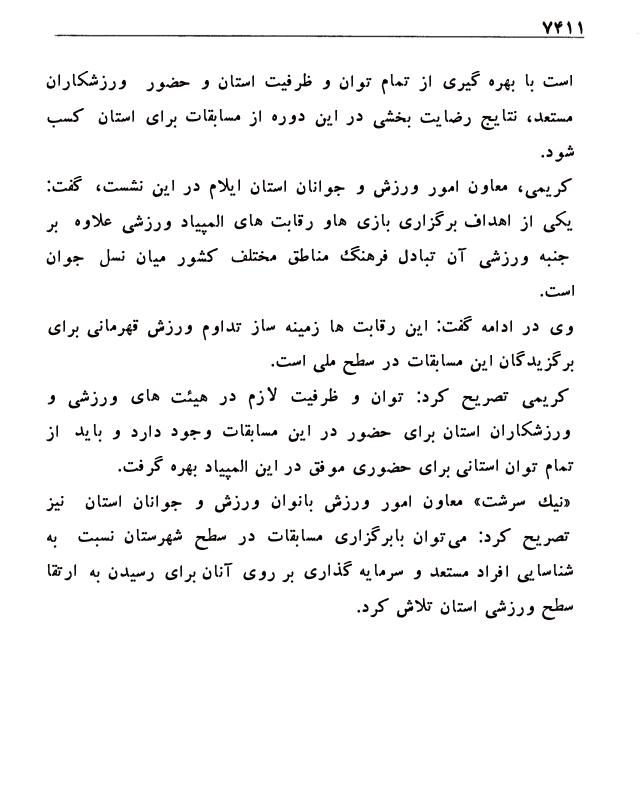 ۷۴۱۱
است با بهره گیری از تمام توان و ظرفیت استان و حضور ورزشکاران
مستعد، نتایج رضایت بخشی در این دوره از مسابقات برای استان کسب
شود.
کریمی، معاون امور ورزش و جوانان استان ایلام در این نشست، گفت:
یکی از اهداف برگزاری بازی هاو رقابت های المپیاد ورزشی علاوه بر
جنبه ورزشی آن تبادل فرهنگ مناطق مختلف کشور میان نسل جوان
است.
وی در ادامه گفت: این رقابت ها زمینه ساز تداوم ورزش قهرمانی برای
برگزیدگان این مسابقات در سطح ملی است.
کریمی تصریح کرد: توان و ظرفیت لازم در هیئت های ورزشی و
ورزشکاران استان برای حضور در این مسابقات وجود دارد و باید از
تمام توان استانی برای حضوری موفق در این المپیاد بهره گرفت.
«نیک سرشت» معاون امور ورزش بانوان ورزش و جوانان استان نیز
تصریح کرد: می‌توان بابرگزاری مسابقات در سطح شهرستان نسبت به
شناسایی افراد مستعد و سرمایه گذاری بر روی آنان برای رسیدن به ارتقا
سطح ورزشی استان تلاش کرد.